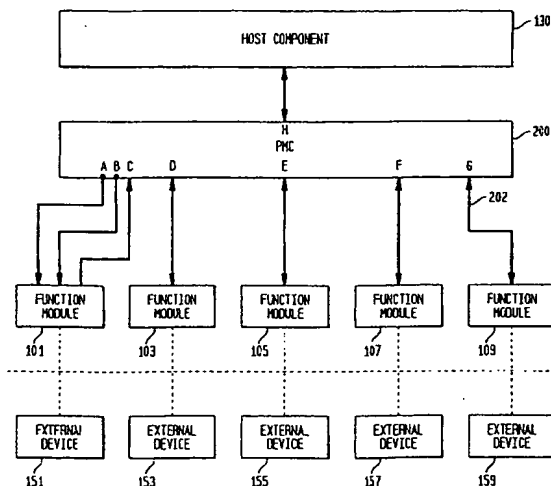 130
HOST COMPONENT
H
200
PMC
A B C D E F G
202
FUNCTION MODULE FUNCTION MODULE FUNCTION MODULE FUNCTION MODULE FUNCTION MODULE
101 103 105 107 109
EXTERNAL DEVICE EXTERNAL DEVICE EXTERNAL DEVICE EXTERNAL DEVICE EXTERNAL DEVICE
151 153 155 157 159